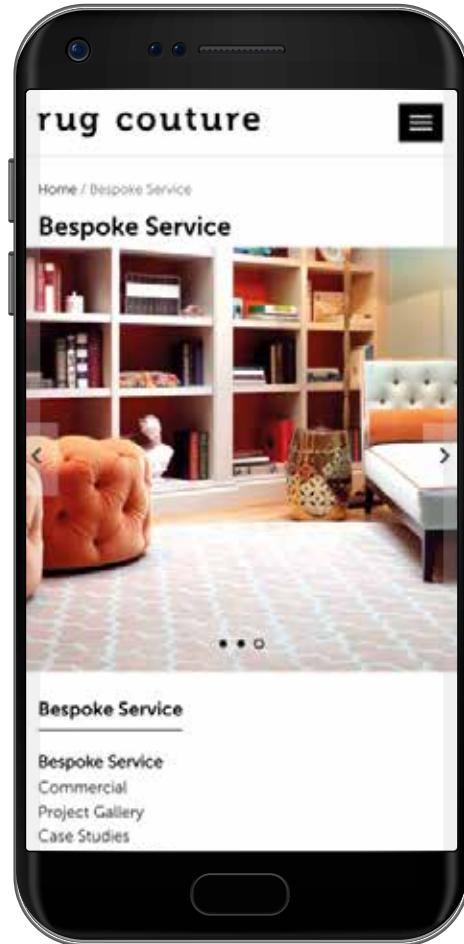 rug couture
Home / Bespoke Service
Bespoke Service
Bespoke Service
Bespoke Service
Commercial
Project Gallery
Case Studies